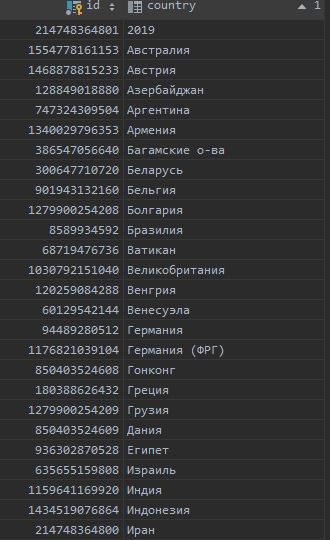 id country 1
214748364801 2019
1554778161153 Австралия
1468878815233 Австрия
128849018880 Азербайджан
747324309504 Аргентина
1340029796353 Армения
386547056640 Багамские о-ва
300647710720 Беларусь
901943132160 Бельгия
1279900254208 Болгария
8589934592 Бразилия
68719476736 Ватикан
1030792151040 Великобритания
120259084288 Венгрия
60129542144 Венесуэла
94489280512 Германия
1176821039104 Германия (ФРГ)
850403524608 Гонконг
180388626432 Греция
1279900254209 Грузия
850403524609 Дания
936302870528 Египет
635655159808 Израиль
1159641169920 Индия
1434519076864 Индонезия
214748364800 Иран